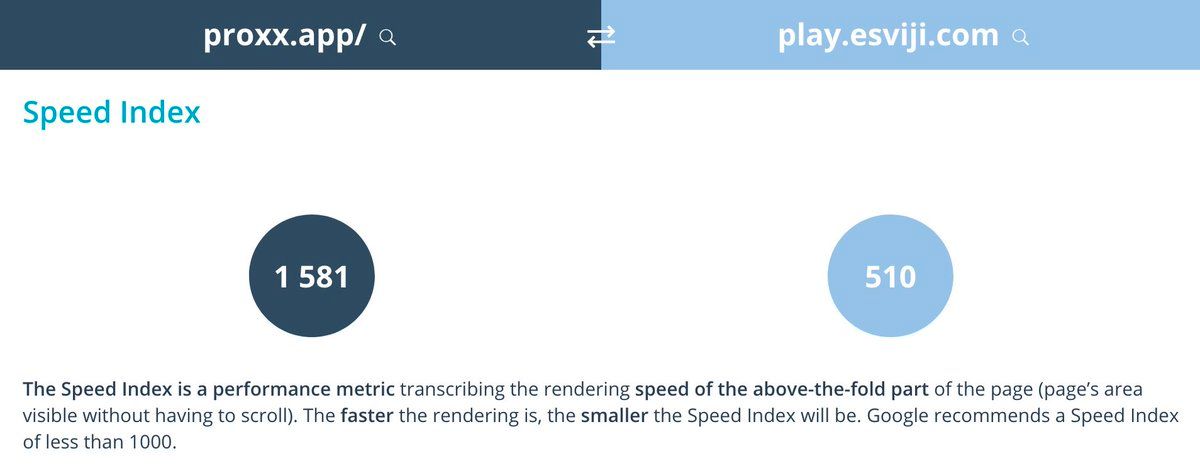 proxx.app/
play.esviji.com
Speed Index
1 581
510
The Speed Index is a performance metric transcribing the rendering speed of the above-the-fold part of the page (page’s area
visible without having to scroll). The faster the rendering is, the smaller the Speed Index will be. Google recommends a Speed Index
of less than 1000.